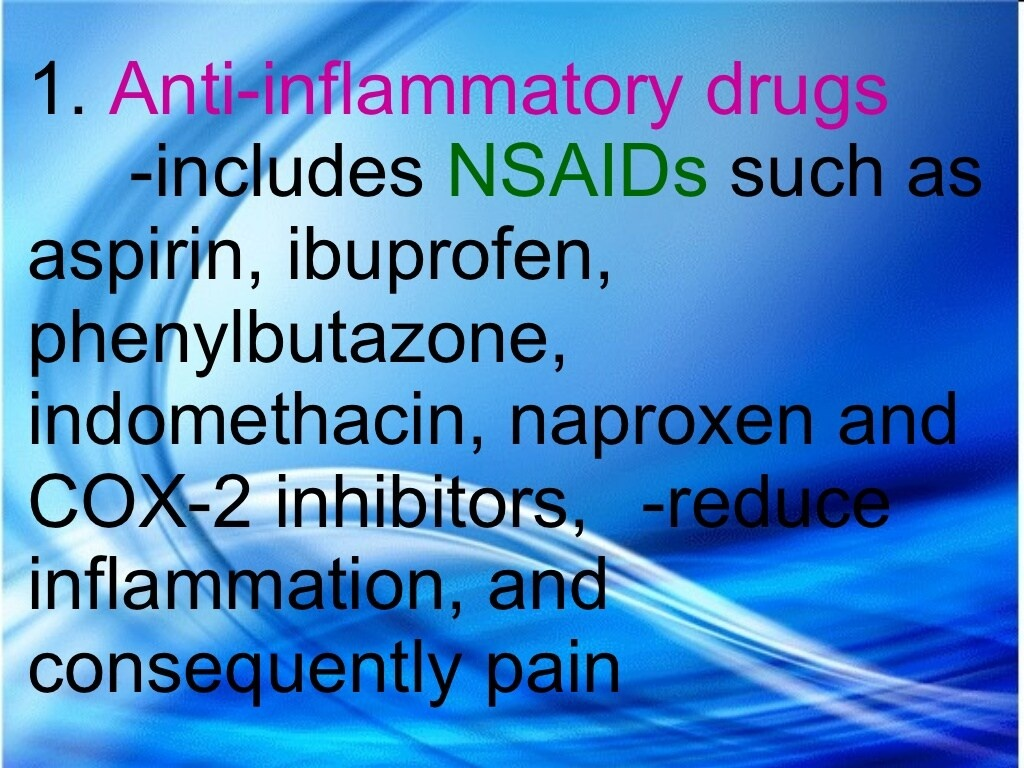 1. Anti-inflammatory drugs
-includes NSAIDs such as
aspirin, ibuprofen,
phenylbutazone,
indomethacin, naproxen and
COX-2 inhibitors, -reduce
inflammation, and
consequently pain